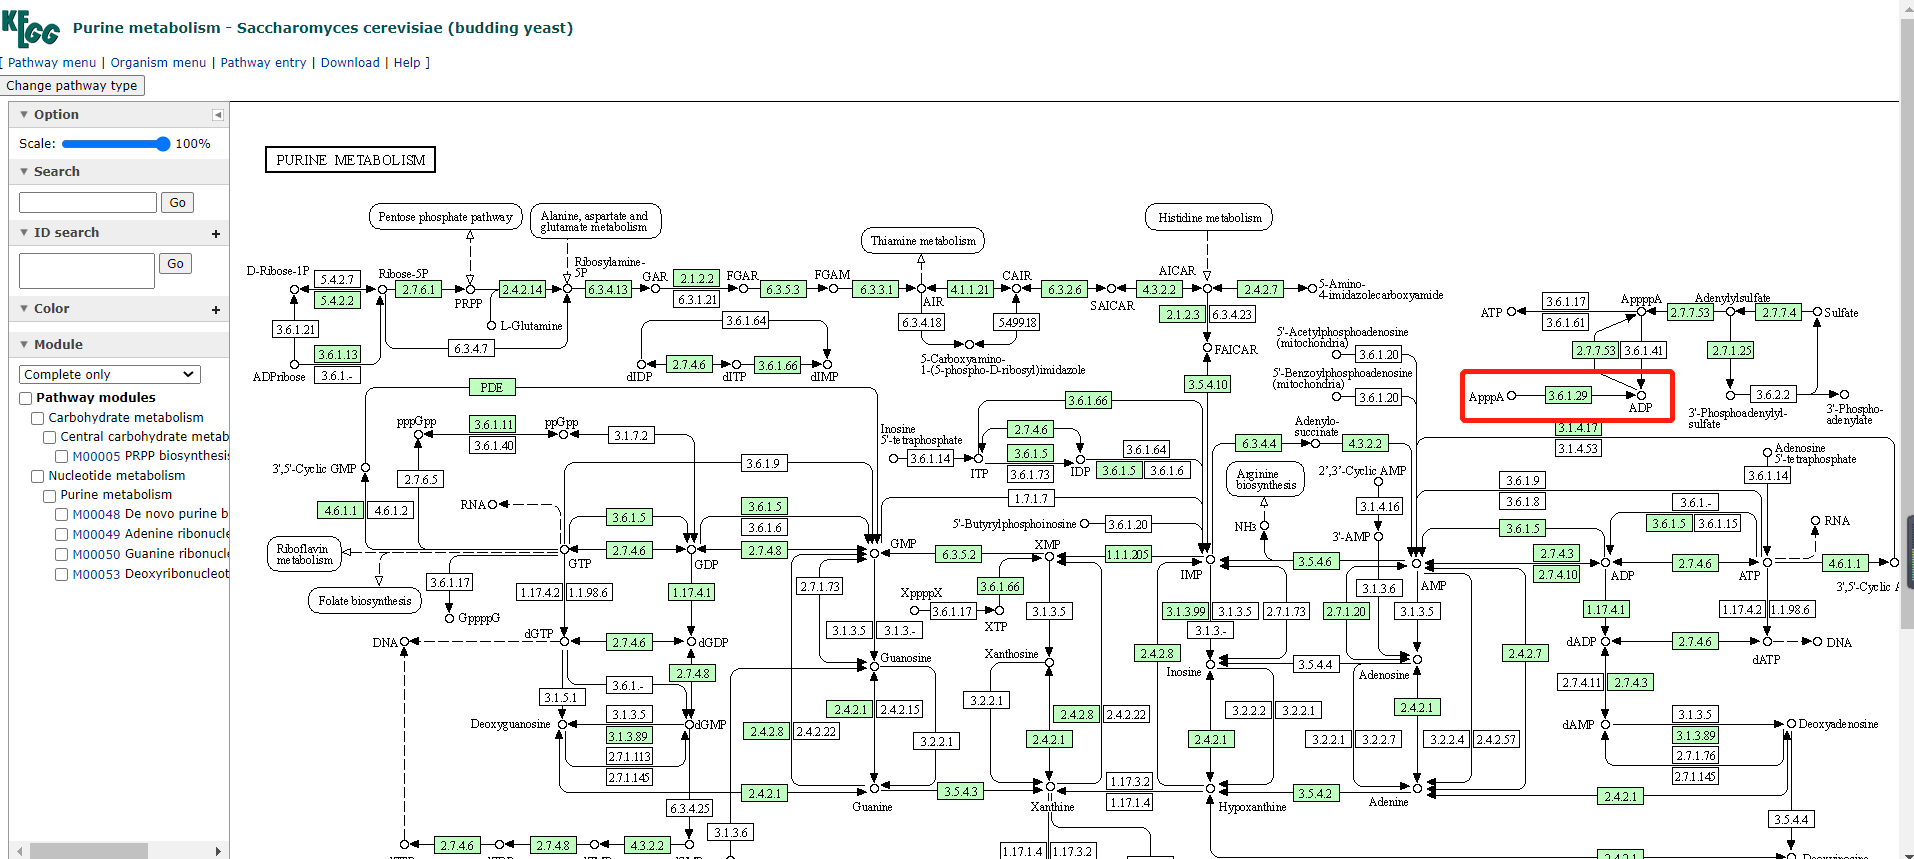 KEGG
Purine metabolism - Saccharomyces cerevisiae (budding yeast)
[ Pathway menu | Organism menu | Pathway entry | Download | Help ]
Change pathway type
Option
Scale: 100%
Search
Go
ID search +
Go
Color +
Module
Complete only
Pathway modules
Carbohydrate metabolism
Central carbohydrate metab
M00005 PRPP biosynthesis
Nucleotide metabolism
Purine metabolism
M00048 De novo purine b
M00049 Adenine ribonucle
M00050 Guanine ribonucle
M00053 Deoxyribonucleot
PURINE METABOLISM
Pentose phosphate pathway
Alanine, aspartate and
glutamate metabolism
Thiamine metabolism
Histidine metabolism
D-Ribose-1P
5.4.2.7
5.4.2.2
Ribose-5P
2.7.6.1
PRPP
2.4.2.14
Ribosylamine-
5P
6.3.4.13
GAR
2.1.2.2
6.3.1.21
FGAR
6.3.5.3
FGAM
6.3.3.1
AIR
4.1.1.21
CAIR
6.3.2.6
SAICAR
4.3.2.2
AICAR
2.4.2.7
5-Amino-
4-imidazolecarboxyamide
3.6.1.21
L-Glutamine
6.3.4.7
3.6.1.13
3.6.1.-
ADPribose
3.6.1.64
dIDP
2.7.4.6
dITP
3.6.1.66
dIMP
6.3.4.18
5.4.99.18
5-Carboxyamino-
1-(5-phospho-D-ribosyl)imidazole
2.1.2.3
6.3.4.23
FAICAR
3.5.4.10
5'-Acetylphosphoadenosine
(mitochondria)
3.6.1.20
5'-Benzoylphosphoadenosine
(mitochondria)
3.6.1.20
ATP
3.6.1.17
3.6.1.61
AppppA
2.7.7.53
Adenylylsulfate
2.7.7.4
Sulfate
2.7.7.53
3.6.1.41
2.7.1.25
ApppA
3.6.1.29
ADP
3'-Phosphoadenylyl-
sulfate
3.6.2.2
3'-Phospho-
adenylate
3.1.4.17
3.1.4.53
PDE
pppGpp
3.6.1.11
3.6.1.40
ppGpp
3.1.7.2
3',5'-Cyclic GMP
2.7.6.5
3.6.1.9
4.6.1.1
4.6.1.2
RNA
3.6.1.5
3.6.1.5
3.6.1.6
Riboflavin
metabolism
GTP
2.7.4.6
GDP
2.7.4.8
GMP
6.3.5.2
XMP
1.1.1.205
IMP
3.5.4.6
AMP
3.6.1.66
Inosine
5'-tetraphosphate
3.6.1.14
ITP
2.7.4.6
3.6.1.5
3.6.1.73
IDP
3.6.1.64
3.6.1.5
3.6.1.6
1.7.1.7
5'-Butyrylphosphoinosine
3.6.1.20
6.3.4.4
Adenylo-
succinate
4.3.2.2
Arginine
biosynthesis
NH3
2',3'-Cyclic AMP
3.1.4.16
3'-AMP
3.1.3.6
3.6.1.9
3.6.1.8
3.6.1.5
2.7.4.3
2.7.4.10
ADP
3.6.1.-
3.6.1.5
3.6.1.15
2.7.4.6
ATP
Adenosine
5'-tetraphosphate
3.6.1.14
RNA
4.6.1.1
3',5'-Cyclic A
Folate biosynthesis
3.6.1.17
GppppG
1.17.4.2
1.1.98.6
1.17.4.1
2.7.1.73
XppppX
3.6.1.17
XTP
3.6.1.66
3.1.3.5
3.1.3.5
3.1.3.-
3.1.3.99
3.1.3.5
3.1.3.-
2.7.1.73
2.7.1.20
3.1.3.5
1.17.4.1
1.17.4.2
1.1.98.6
DNA
dGTP
2.7.4.6
dGDP
2.7.4.8
Guanosine
Xanthosine
2.4.2.8
Inosine
3.5.4.4
Adenosine
2.4.2.7
dADP
2.7.4.6
dATP
DNA
3.1.5.1
3.6.1.-
Deoxyguanosine
3.1.3.5
3.1.3.89
2.7.1.113
2.7.1.145
dGMP
2.4.2.8
2.4.2.22
2.4.2.1
2.4.2.15
3.2.2.1
3.2.2.1
2.4.2.8
2.4.2.22
2.4.2.1
3.2.2.2
3.2.2.1
2.4.2.1
2.4.2.1
3.2.2.1
3.2.2.7
3.2.2.4
2.4.2.57
2.7.4.11
2.7.4.3
dAMP
3.1.3.5
3.1.3.89
2.7.1.76
2.7.1.145
Deoxyadenosine
2.4.2.1
Guanine
3.5.4.3
Xanthine
1.17.3.2
1.17.1.4
Hypoxanthine
3.5.4.2
Adenine
2.4.2.1
6.3.4.25
3.1.3.6
3.5.4.4
2.7.4.6
2.7.4.8
4.3.2.2
1.17.1.4
1.17.3.2
2.4.2.1